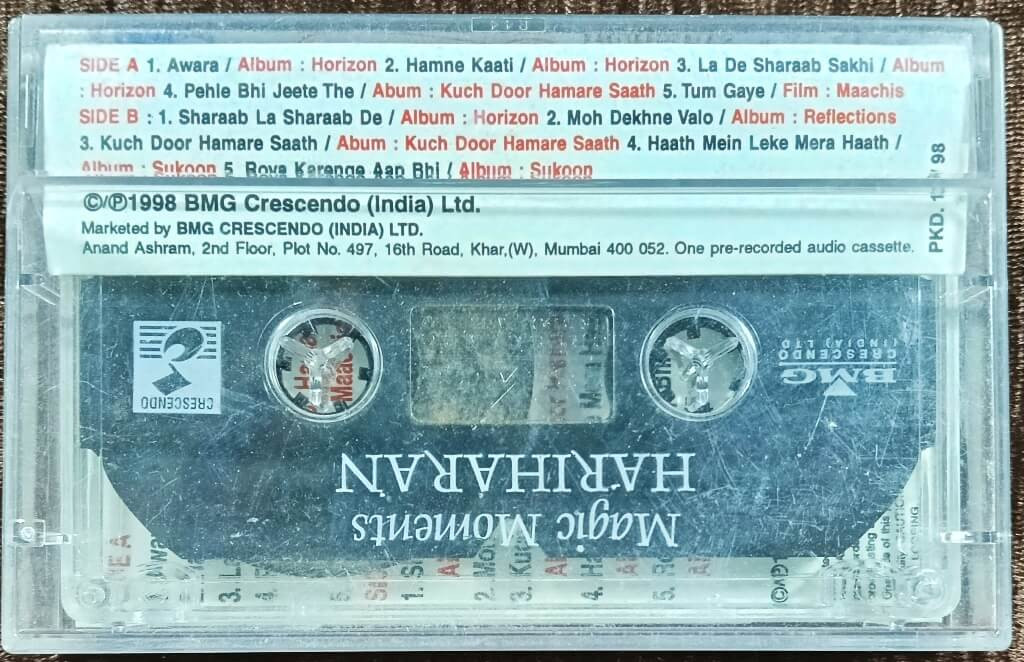 SIDE A 1. Awara / Album : Horizon 2. Hamne Kaati / Album : Horizon 3. La De Sharaab Sakhi / Album
: Horizon 4. Pehle Bhi Jeete The / Abum : Kuch Door Hamare Saath 5. Tum Gaye / Film : Maachis
SIDE B : 1. Sharaab La Sharaab De / Album : Horizon 2. Moh Dekhne Valo / Album : Reflections
3. Kuch Door Hamare Saath / Abum : Kuch Door Hamare Saath 4. Haath Mein Leke Mera Haath /
Album : Sukoon 5. Roya Karenge Aap Bhi / Album : Sukoon
©/℗1998 BMG Crescendo (India) Ltd.
Marketed by BMG CRESCENDO (INDIA) LTD.
Anand Ashram, 2nd Floor, Plot No. 497, 16th Road, Khar,(W), Mumbai 400 052. One pre-recorded audio cassette.
PKD. 98
CRESCENDO
BMG
CRESCENDO
(INDIA) LTD
HARIHARAN
Magic Moments